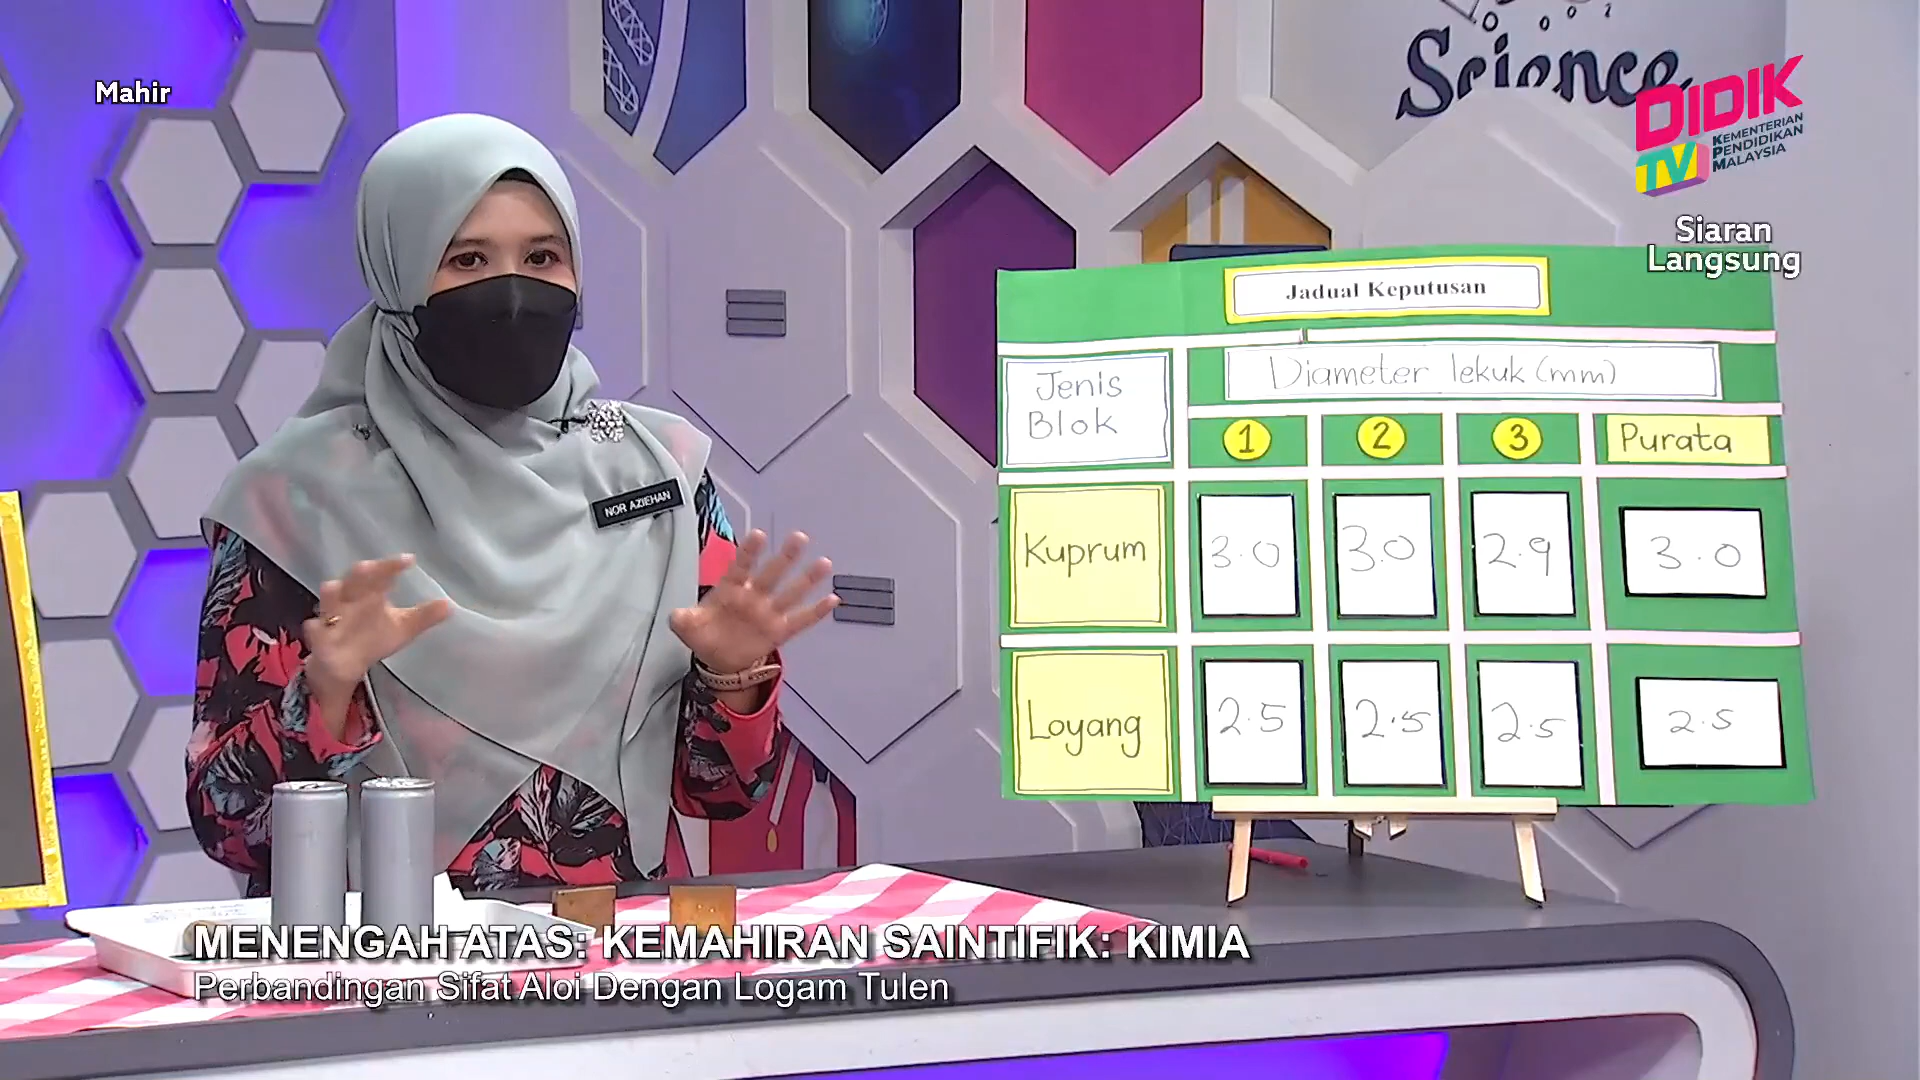 Mahir
Science
DIDIK
TV
KEMENTERIAN
PENDIDIKAN
MALAYSIA
Siaran
Langsung
Jadual Keputusan
Jenis
Blok
Diameter lekuk (mm)
1 2 3 Purata
Kuprum 3.0 3.0 2.9 3.0
Loyang 2.5 2.5 2.5 2.5
NOR AZIEHAN
MENENGAH ATAS: KEMAHIRAN SAINTIFIK: KIMIA
Perbandingan Sifat Aloi Dengan Logam Tulen